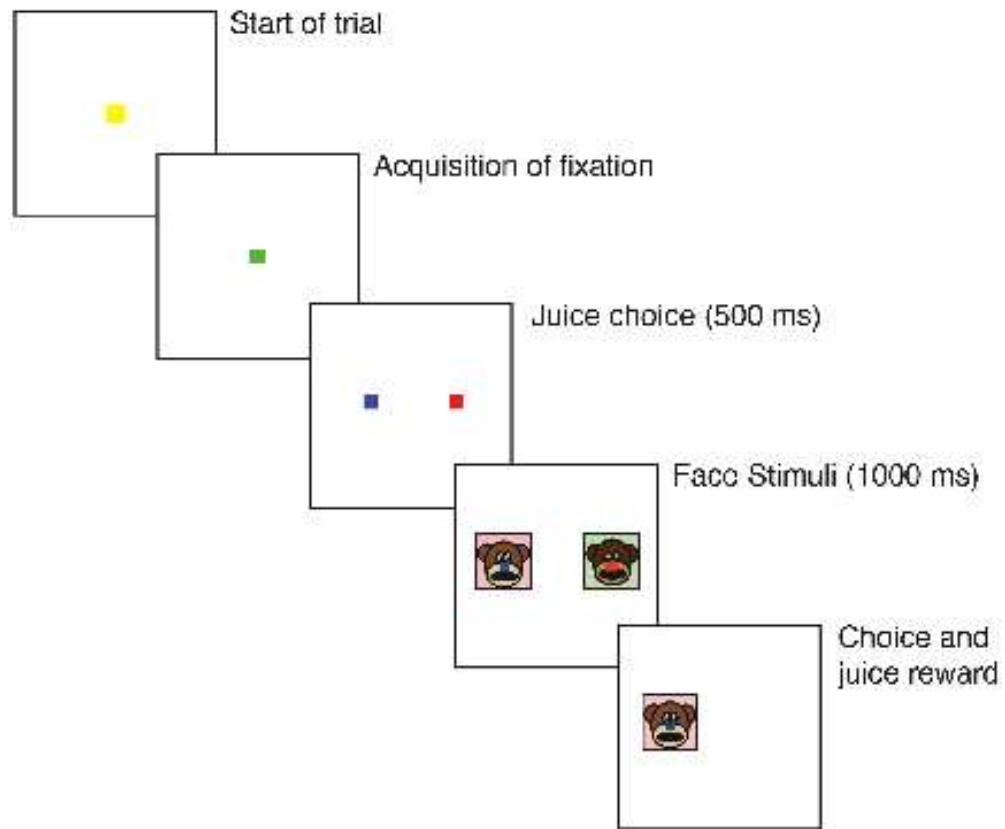 Start of trial
Acquisition of fixation
Juice choice (500 ms)
Face Stimuli (1000 ms)
Choice and
juice reward